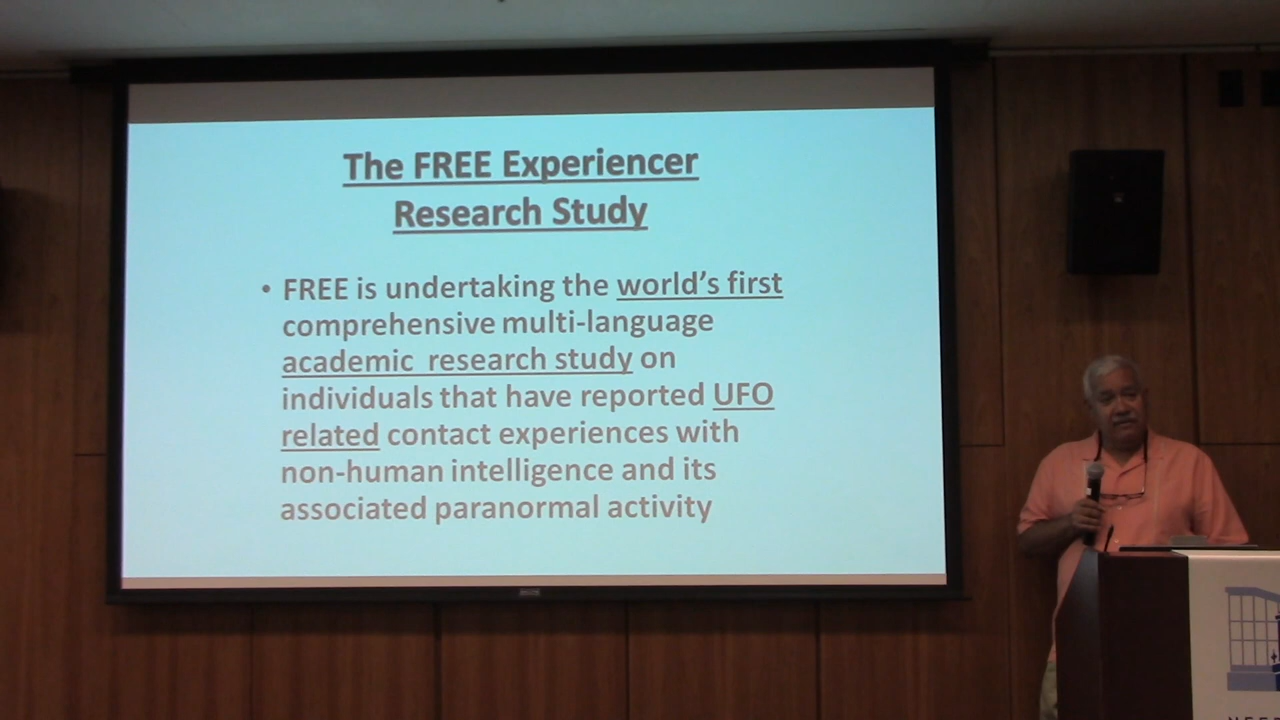 The FREE Experiencer
Research Study
• FREE is undertaking the world's first
comprehensive multi-language
academic research study on
individuals that have reported UFO
related contact experiences with
non-human intelligence and its
associated paranormal activity